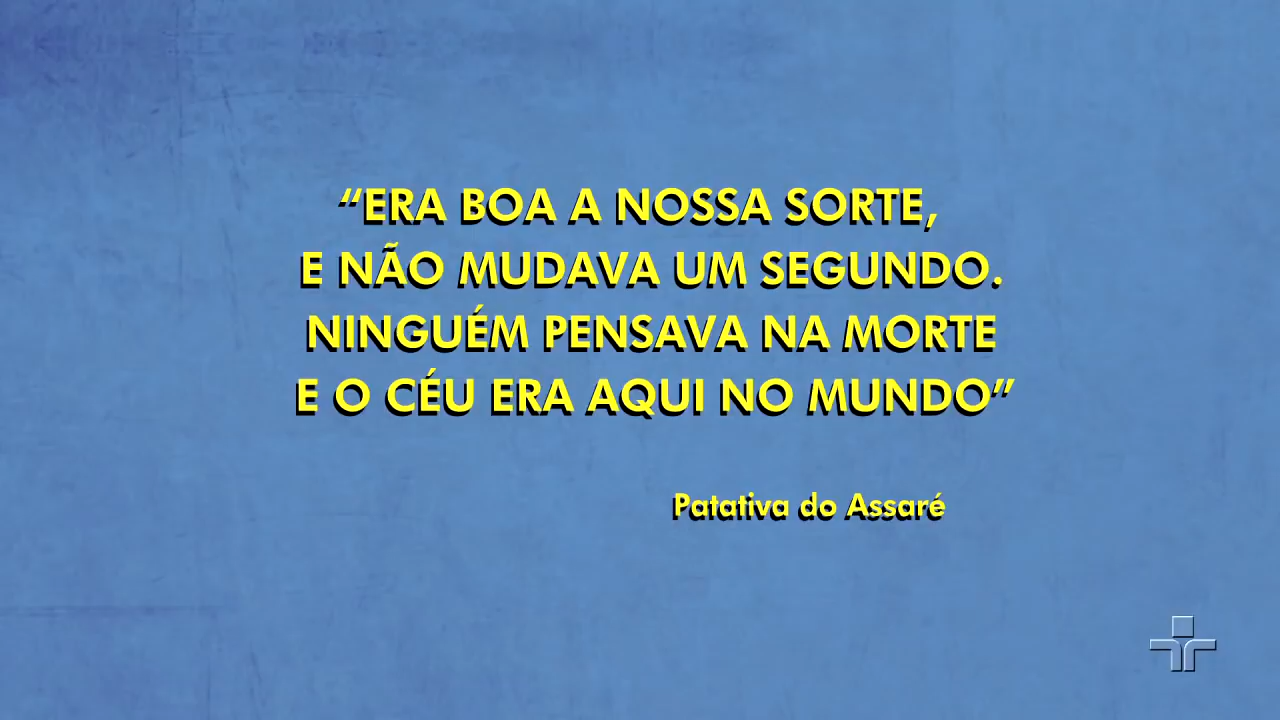 “ERA BOA A NOSSA SORTE,
E NÃO MUDAVA UM SEGUNDO.
NINGUÉM PENSAVA NA MORTE
E O CÉU ERA AQUI NO MUNDO”
Patativa do Assaré